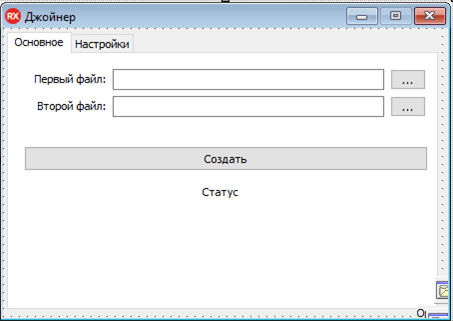 RX Джойнер
Основное Настройки
Первый файл: ...
Второй файл: ...
Создать
Статус